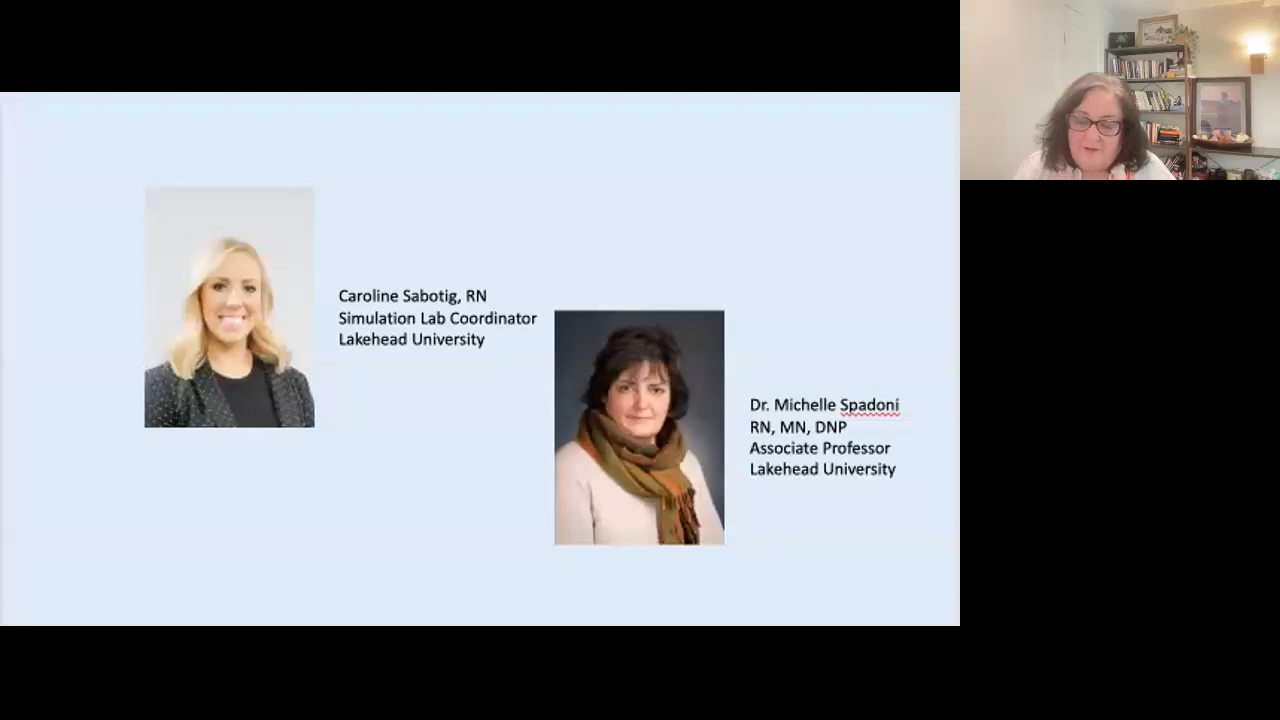 Caroline Sabotig, RN
Simulation Lab Coordinator
Lakehead University
Dr. Michelle Spadoni
RN, MN, DNP
Associate Professor
Lakehead University